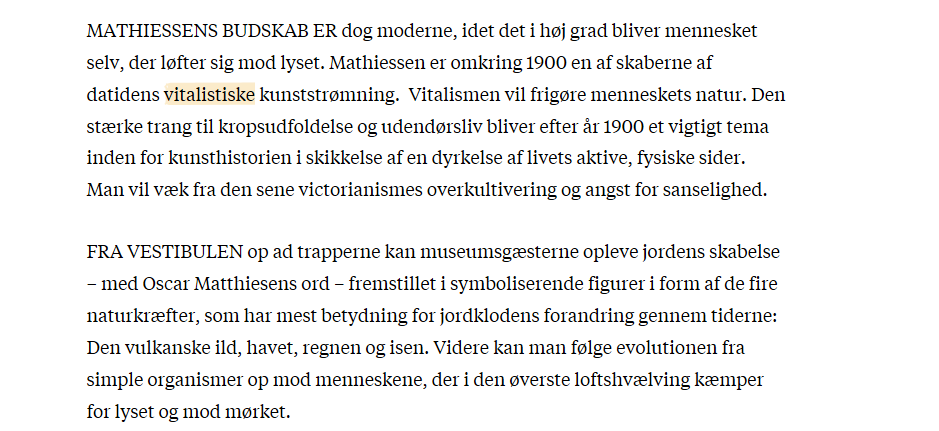 MATHIESSENS BUDSKAB ER dog moderne, idet det i høj grad bliver mennesket
selv, der løfter sig mod lyset. Mathiessen er omkring 1900 en af skaberne af
datidens vitalistiske kunststrømning.  Vitalismen vil frigøre menneskets natur. Den
stærke trang til kropsudfoldelse og udendørsliv bliver efter år 1900 et vigtigt tema
inden for kunsthistorien i skikkelse af en dyrkelse af livets aktive, fysiske sider.
Man vil væk fra den sene victorianismes overkultivering og angst for sanselighed.
FRA VESTIBULEN op ad trapperne kan museumsgæsterne opleve jordens skabelse
– med Oscar Matthiesens ord – fremstillet i symboliserende figurer i form af de fire
naturkræfter, som har mest betydning for jordklodens forandring gennem tiderne:
Den vulkanske ild, havet, regnen og isen. Videre kan man følge evolutionen fra
simple organismer op mod menneskene, der i den øverste loftshvælving kæmper
for lyset og mod mørket.